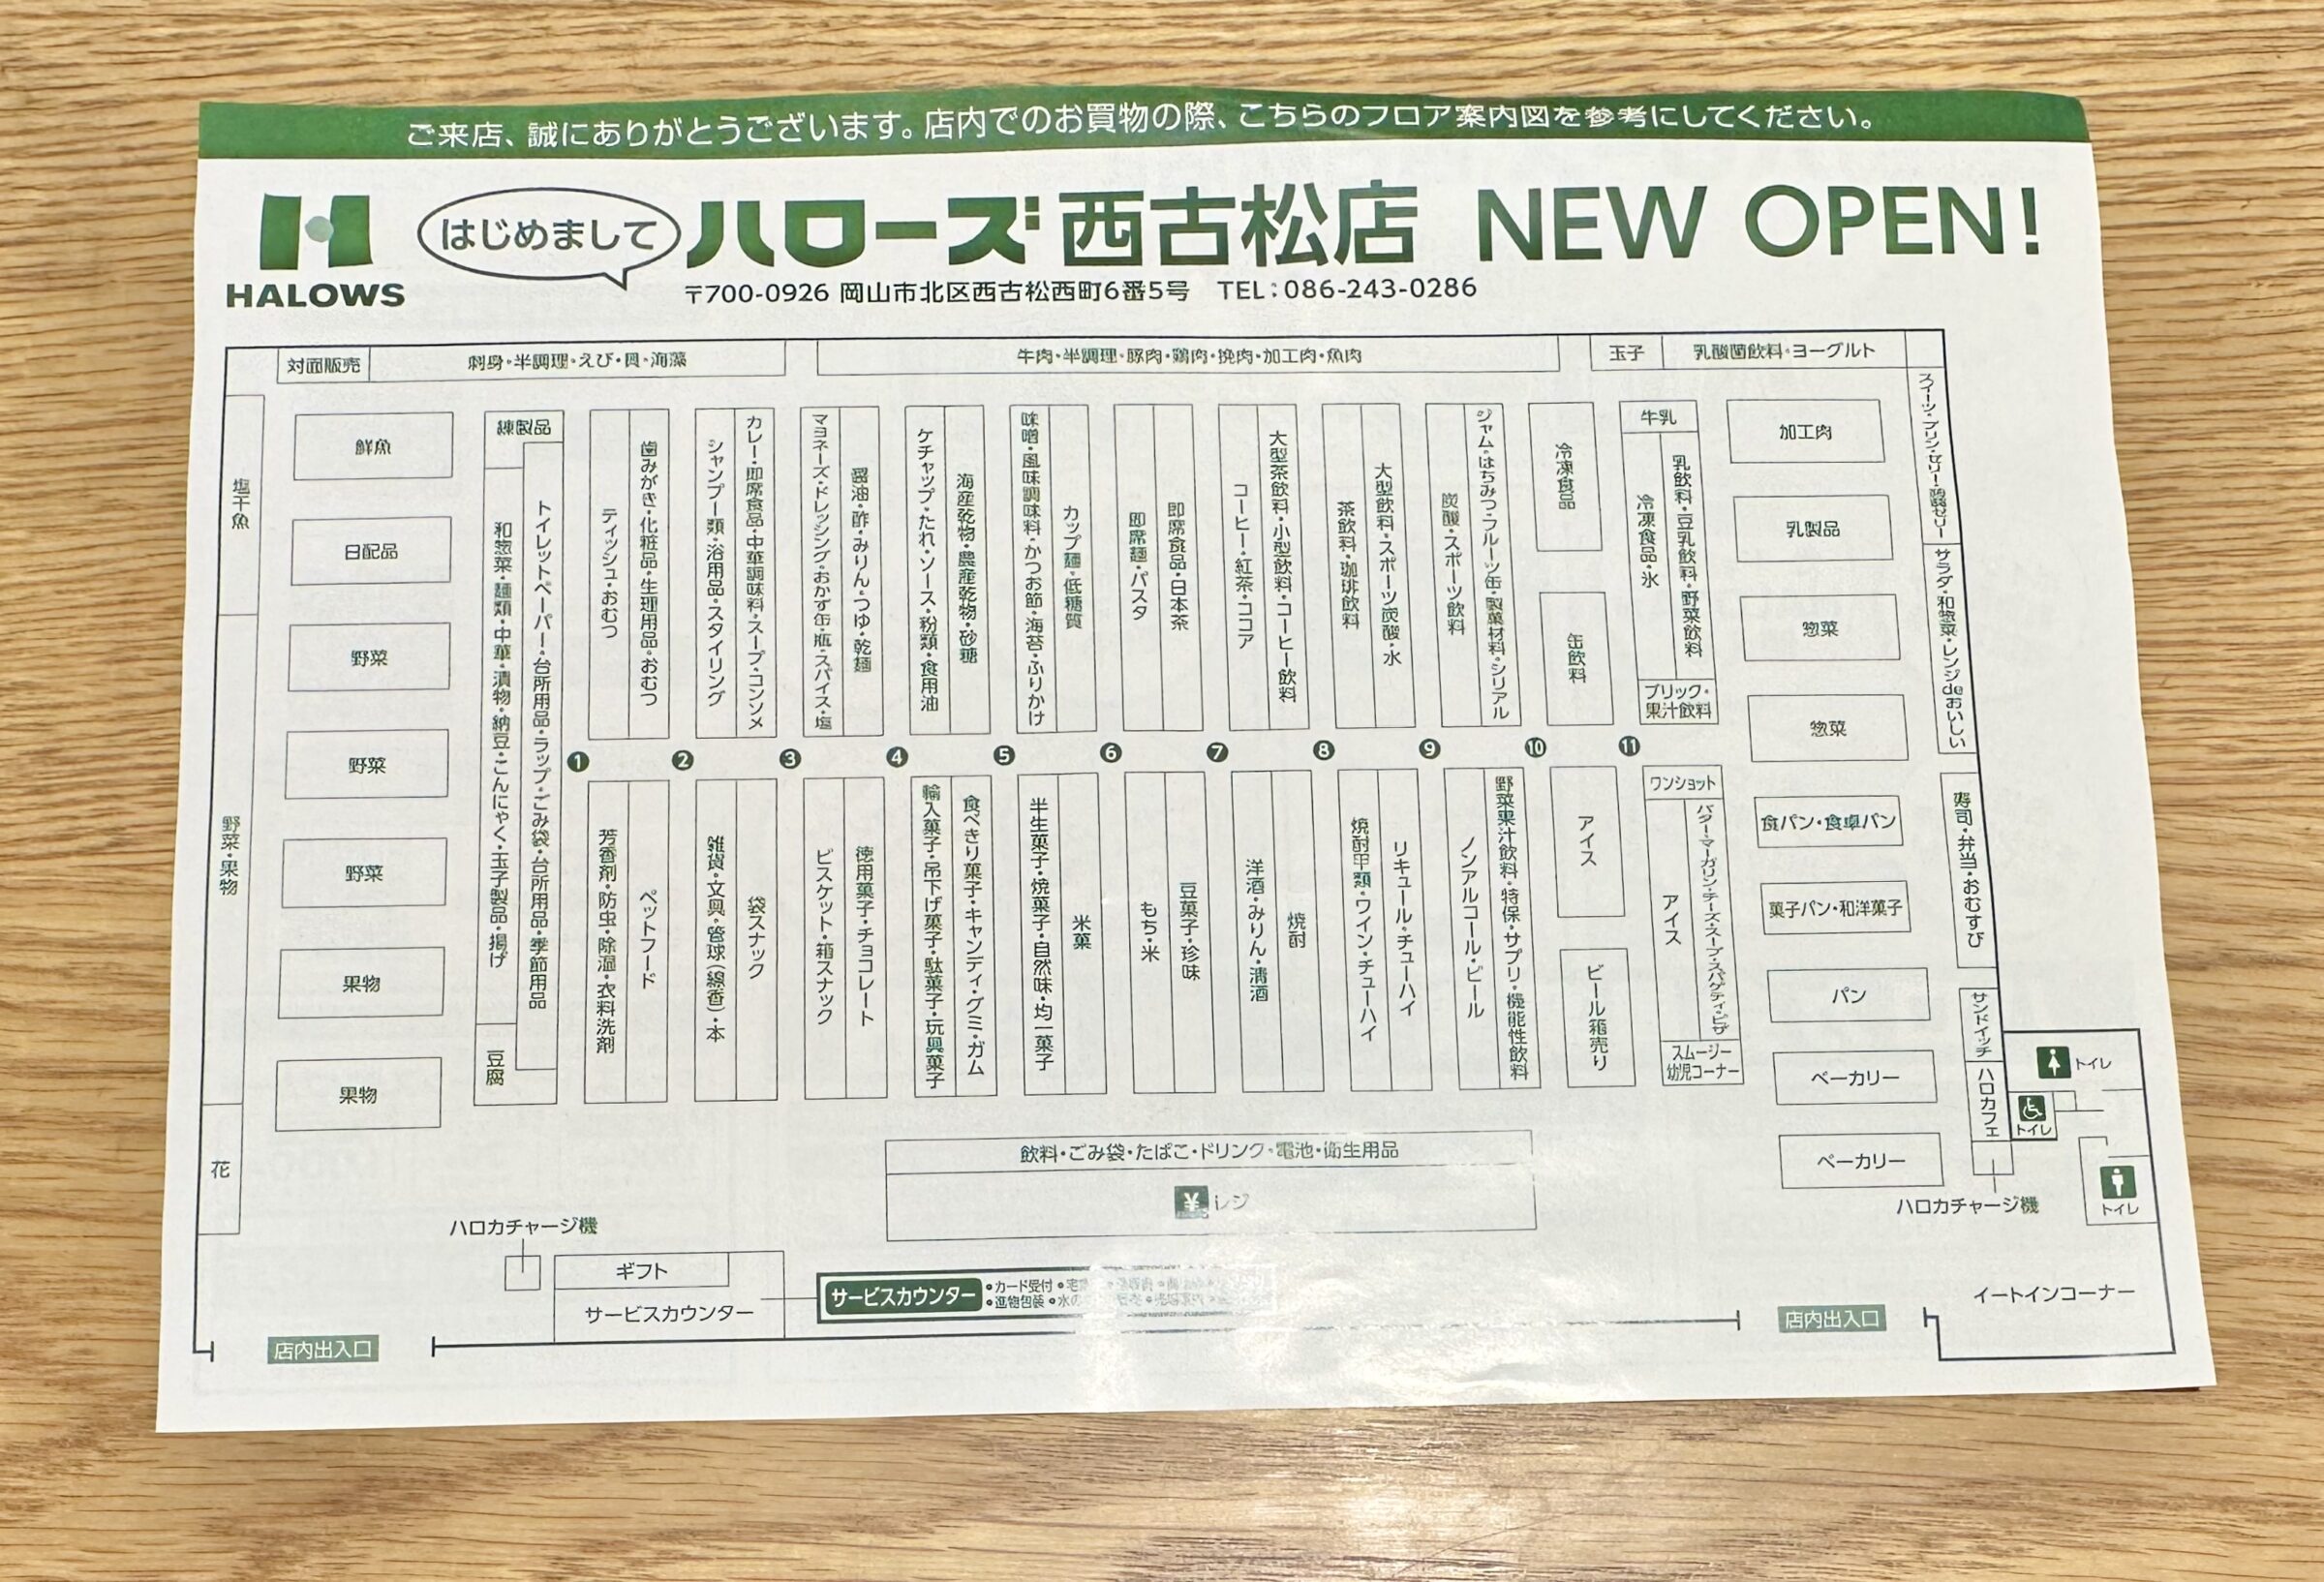 ご来店、誠にありがとうございます。店内でのお買物の際、こちらのフロア案内図を参考にしてください。
HALOWS
はじめまして
ハローズ 西古松店 NEW OPEN!
〒700-0926 岡山市北区西古松西町6番5号 TEL:086-243-0286
対面販売
刺身・半調理・えび・貝・海藻
牛肉・半調理・豚肉・鶏肉・挽肉・加工肉・魚肉
玉子
乳酸菌飲料・ヨーグルト
塩干魚
野菜・果物
花
鮮魚
日配品
野菜
野菜
野菜
果物
果物
練製品
和惣菜・麺類・中華・漬物・納豆・こんにゃく・玉子製品・揚げ
豆腐
トイレットペーパー・台所用品・ラップ・ごみ袋・台所用品・季節用品
ティッシュ・おむつ
歯みがき・化粧品・生理用品・おむつ
シャンプー類・浴用品・スタイリング
カレー・即席食品・中華調味料・スープ・コンソメ
マヨネーズ・ドレッシング・おかず缶・瓶・スパイス・塩
醤油・酢・みりん・つゆ・乾麺
ケチャップ・たれ・ソース・粉類・食用油
海産乾物・農産乾物・砂糖
味噌・風味調味料・かつお節・海苔・ふりかけ
カップ麺・低糖質
即席麺・パスタ
即席食品・日本茶
コーヒー・紅茶・ココア
大型茶飲料・小型飲料・コーヒー飲料
茶飲料・珈琲飲料
大型飲料・スポーツ炭酸・水
炭酸・スポーツ飲料
ジャム・はちみつ・フルーツ缶・製菓材料・シリアル
冷凍食品
缶飲料
牛乳
冷凍食品・氷
乳飲料・豆乳飲料・野菜飲料
ブリック・
果汁飲料
1
2
3
4
5
6
7
8
9
10
11
芳香剤・防虫・除湿・衣料洗剤
ペットフード
雑貨・文具・管球(線香)・本
袋スナック
ビスケット・箱スナック
徳用菓子・チョコレート
輸入菓子・吊下げ菓子・駄菓子・玩具菓子
食べきり菓子・キャンディ・グミ・ガム
半生菓子・焼菓子・自然味・均一菓子
米菓
もち・米
豆菓子・珍味
洋酒・みりん・清酒
焼酎
焼酎甲類・ワイン・チューハイ
リキュール・チューハイ
ノンアルコール・ビール
野菜果汁飲料・特保・サプリ・機能性飲料
アイス
ビール箱売り
ワンショット
アイス
バター・マーガリン・チーズ・スープ・スパゲティ・ピザ
スムージー
幼児コーナー
加工肉
乳製品
惣菜
惣菜
食パン・食卓パン
菓子パン・和洋菓子
パン
ベーカリー
ベーカリー
スイーツ・プリン・ゼリー・蒟蒻ゼリー
サラダ・和惣菜・レンジdeおいしい
寿司・弁当・おむすび
サンドイッチ
ハロカフェ
トイレ
トイレ
トイレ
ハロカチャージ機
イートインコーナー
飲料・ごみ袋・たばこ・ドリンク・電池・衛生用品
¥ レジ
ハロカチャージ機
ギフト
サービスカウンター
サービスカウンター
•カード受付 •宅
•進物包装 •水の
店内出入口
店内出入口